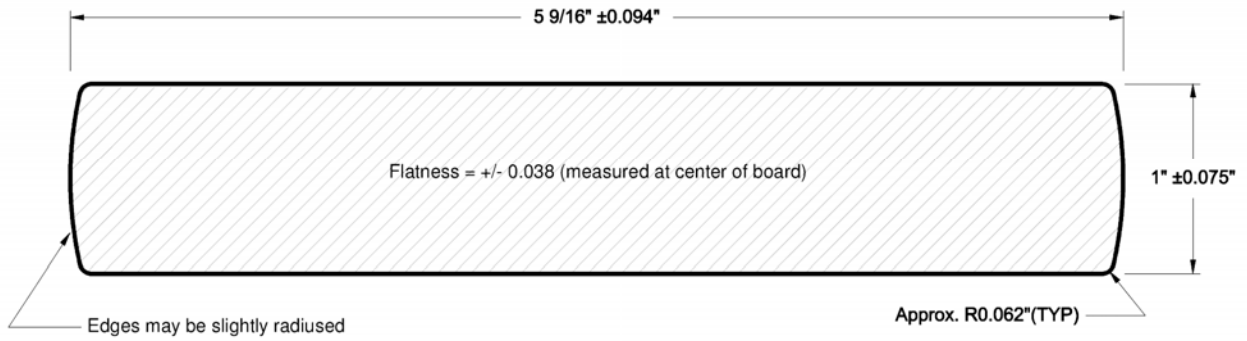 5 9/16" ±0.094"
Flatness = +/- 0.038 (measured at center of board)
1" ±0.075"
Approx. R0.062"(TYP)
Edges may be slightly radiused